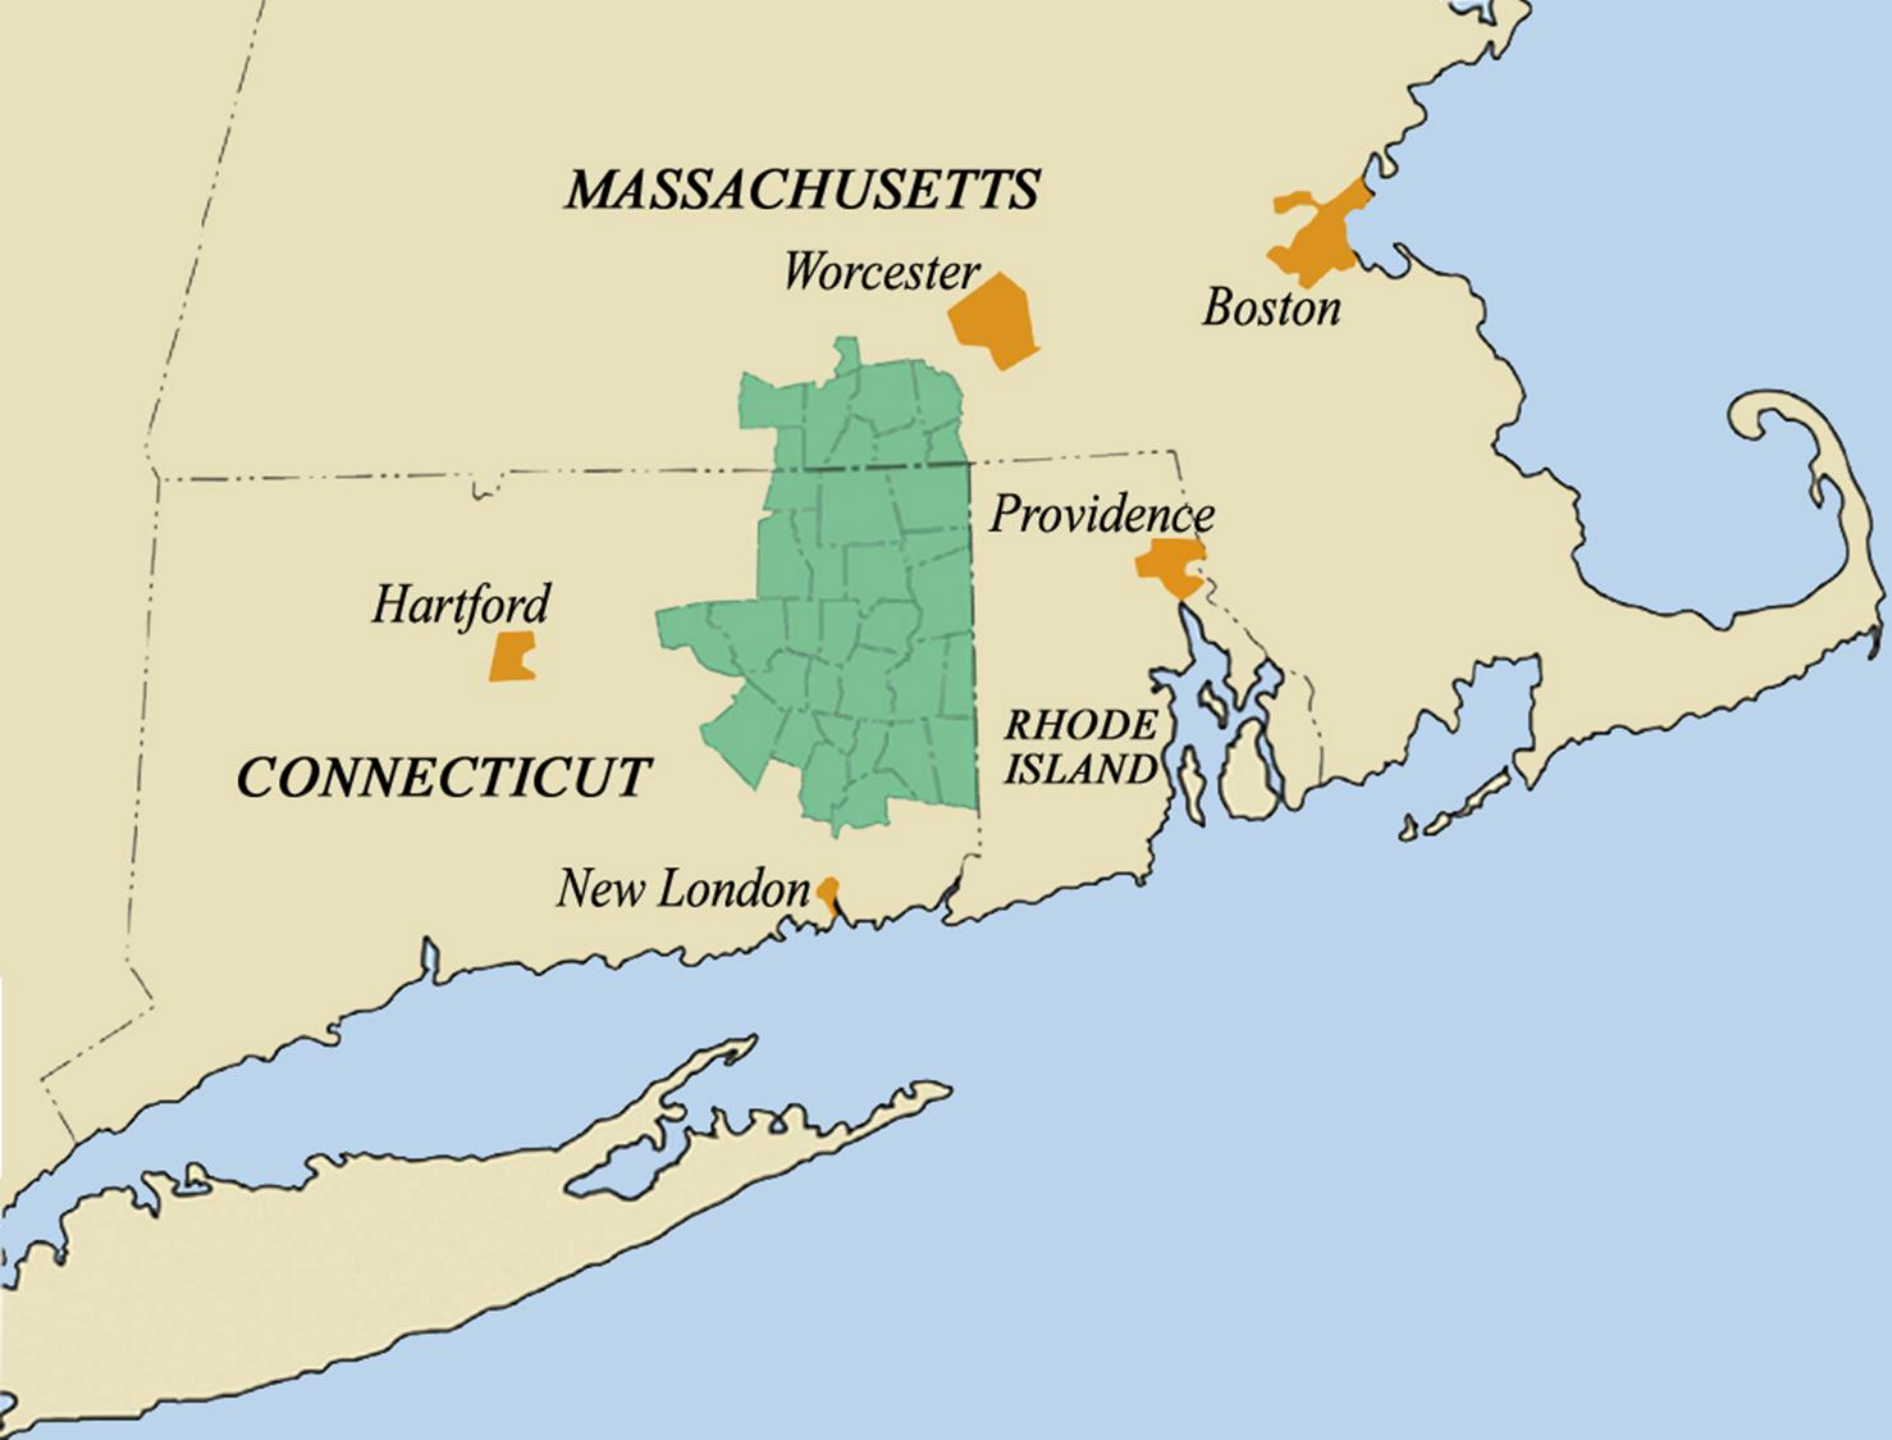 MASSACHUSETTS
Worcester
Boston
Providence
Hartford
RHODE
ISLAND
CONNECTICUT
New London